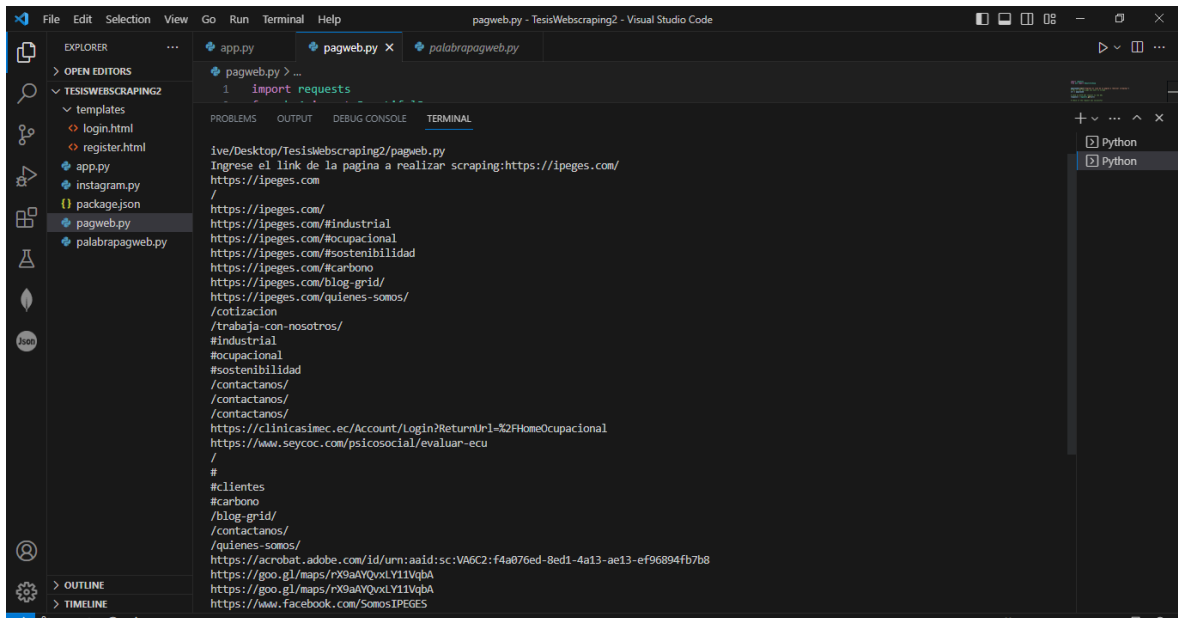 File Edit Selection View Go Run Terminal Help
pagweb.py - TesisWebscraping2 - Visual Studio Code
EXPLORER
OPEN EDITORS
TESISWEBSCRAPING2
templates
login.html
register.html
app.py
instagram.py
{} package.json
pagweb.py
palabrapagweb.py
OUTLINE
TIMELINE
Json
app.py
pagweb.py
palabrapagweb.py
pagweb.py > ...
1 import requests
PROBLEMS OUTPUT DEBUG CONSOLE TERMINAL
Python
Python
ive/Desktop/TesisWebscraping2/pagweb.py
Ingrese el link de la pagina a realizar scraping:https://ipeges.com/
https://ipeges.com
/
https://ipeges.com/
https://ipeges.com/#industrial
https://ipeges.com/#ocupacional
https://ipeges.com/#sostenibilidad
https://ipeges.com/#carbono
https://ipeges.com/blog-grid/
https://ipeges.com/quienes-somos/
/cotizacion
/trabaja-con-nosotros/
#industrial
#ocupacional
#sostenibilidad
/contactanos/
/contactanos/
/contactanos/
https://clinicasimec.ec/Account/Login?ReturnUrl=%2FHomeOcupacional
https://www.seycoc.com/psicosocial/evaluar-ecu
/
#
#clientes
#carbono
/blog-grid/
/contactanos/
/quienes-somos/
https://acrobat.adobe.com/id/urn:aaid:sc:VA6C2:f4a076ed-8ed1-4a13-ae13-ef96894fb7b8
https://goo.gl/maps/rX9aAYQvxLY11VqbA
https://goo.gl/maps/rX9aAYQvxLY11VqbA
https://www.facebook.com/SomosIPEGES